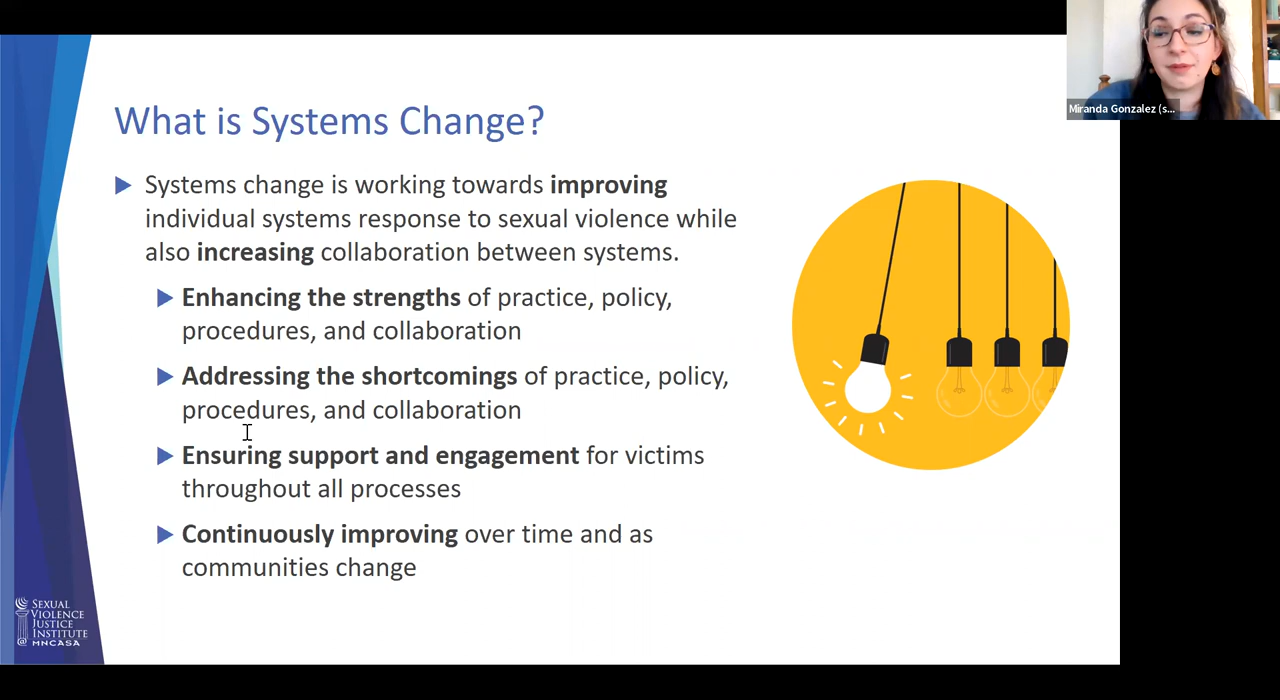 Miranda Gonzalez (s...
What is Systems Change?
Systems change is working towards improving
individual systems response to sexual violence while
also increasing collaboration between systems.
Enhancing the strengths of practice, policy,
procedures, and collaboration
Addressing the shortcomings of practice, policy,
procedures, and collaboration
Ensuring support and engagement for victims
throughout all processes
Continuously improving over time and as
communities change
SEXUAL
VIOLENCE
JUSTICE
INSTITUTE
@ MNCASA